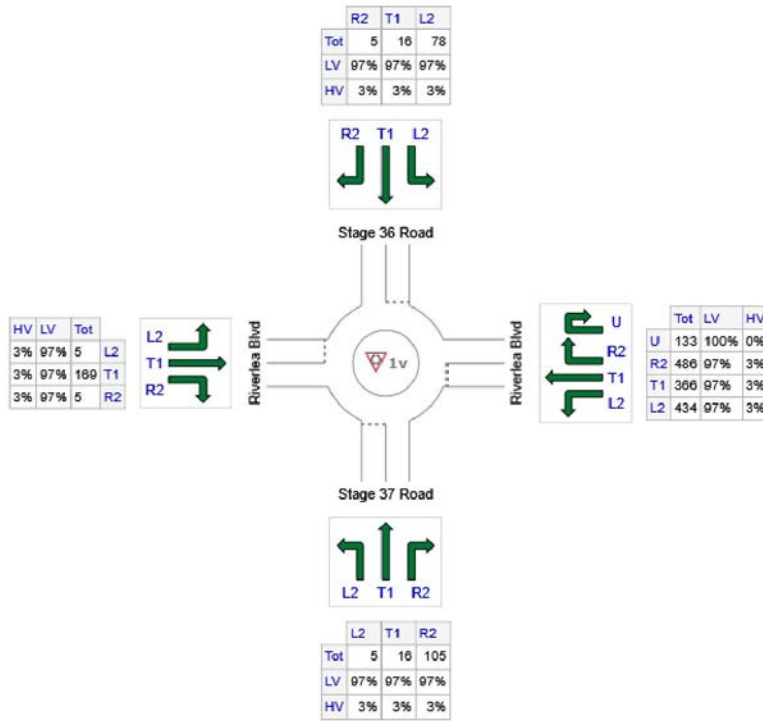 R2 T1 L2
Tot 5 16 78
LV 97% 97% 97%
HV 3% 3% 3%
R2 T1 L2
Stage 36 Road
HV LV Tot
3% 97% 5 L2
3% 97% 169 T1
3% 97% 5 R2
L2
T1
R2
Riverlea Blvd
1v
Riverlea Blvd
U
R2
T1
L2
Tot LV HV
U 133 100% 0%
R2 486 97% 3%
T1 366 97% 3%
L2 434 97% 3%
Stage 37 Road
L2 T1 R2
L2 T1 R2
Tot 5 16 105
LV 97% 97% 97%
HV 3% 3% 3%